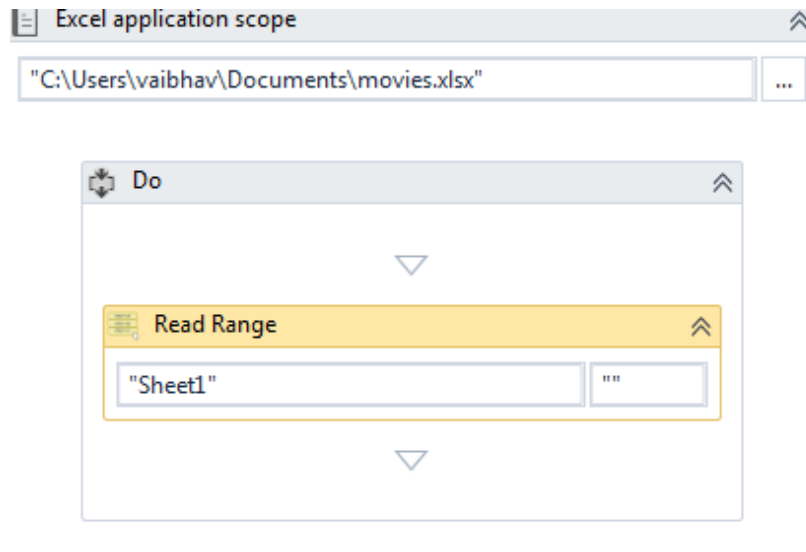 Excel application scope
"C:\Users\vaibhav\Documents\movies.xlsx"
...
Do
Read Range
"Sheet1"
""